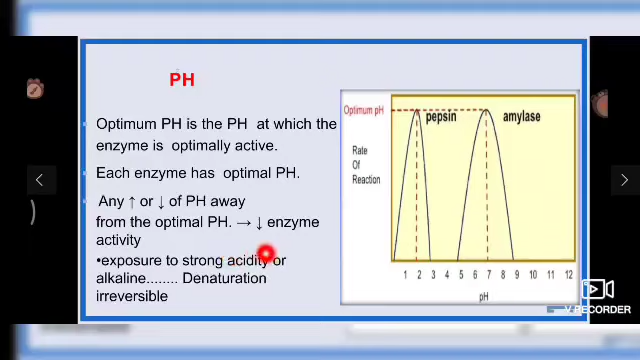 PH
Optimum PH is the PH at which the
enzyme is optimally active.
Each enzyme has optimal PH.
Any ↑ or ↓ of PH away
from the optimal PH. → ↓ enzyme
activity
•exposure to strong acidity or
alkaline........ Denaturation
irreversible
Optimum pH
pepsin
amylase
Rate
Of
Reaction
1 2 3 4 5 6 7 8 9 10 11 12
pH
V RECORDER